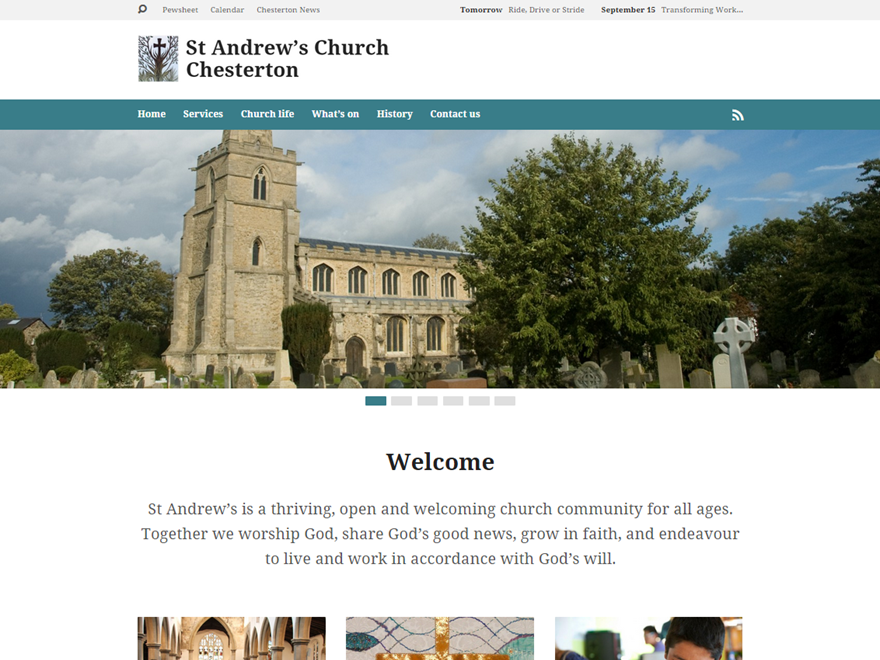 Pewsheet Calendar Chesterton News Tomorrow Ride, Drive or Stride September 15 Transforming Work...
St Andrew's Church
Chesterton
Home Services Church life What's on History Contact us
Welcome
St Andrew's is a thriving, open and welcoming church community for all ages.
Together we worship God, share God's good news, grow in faith, and endeavour
to live and work in accordance with God's will.